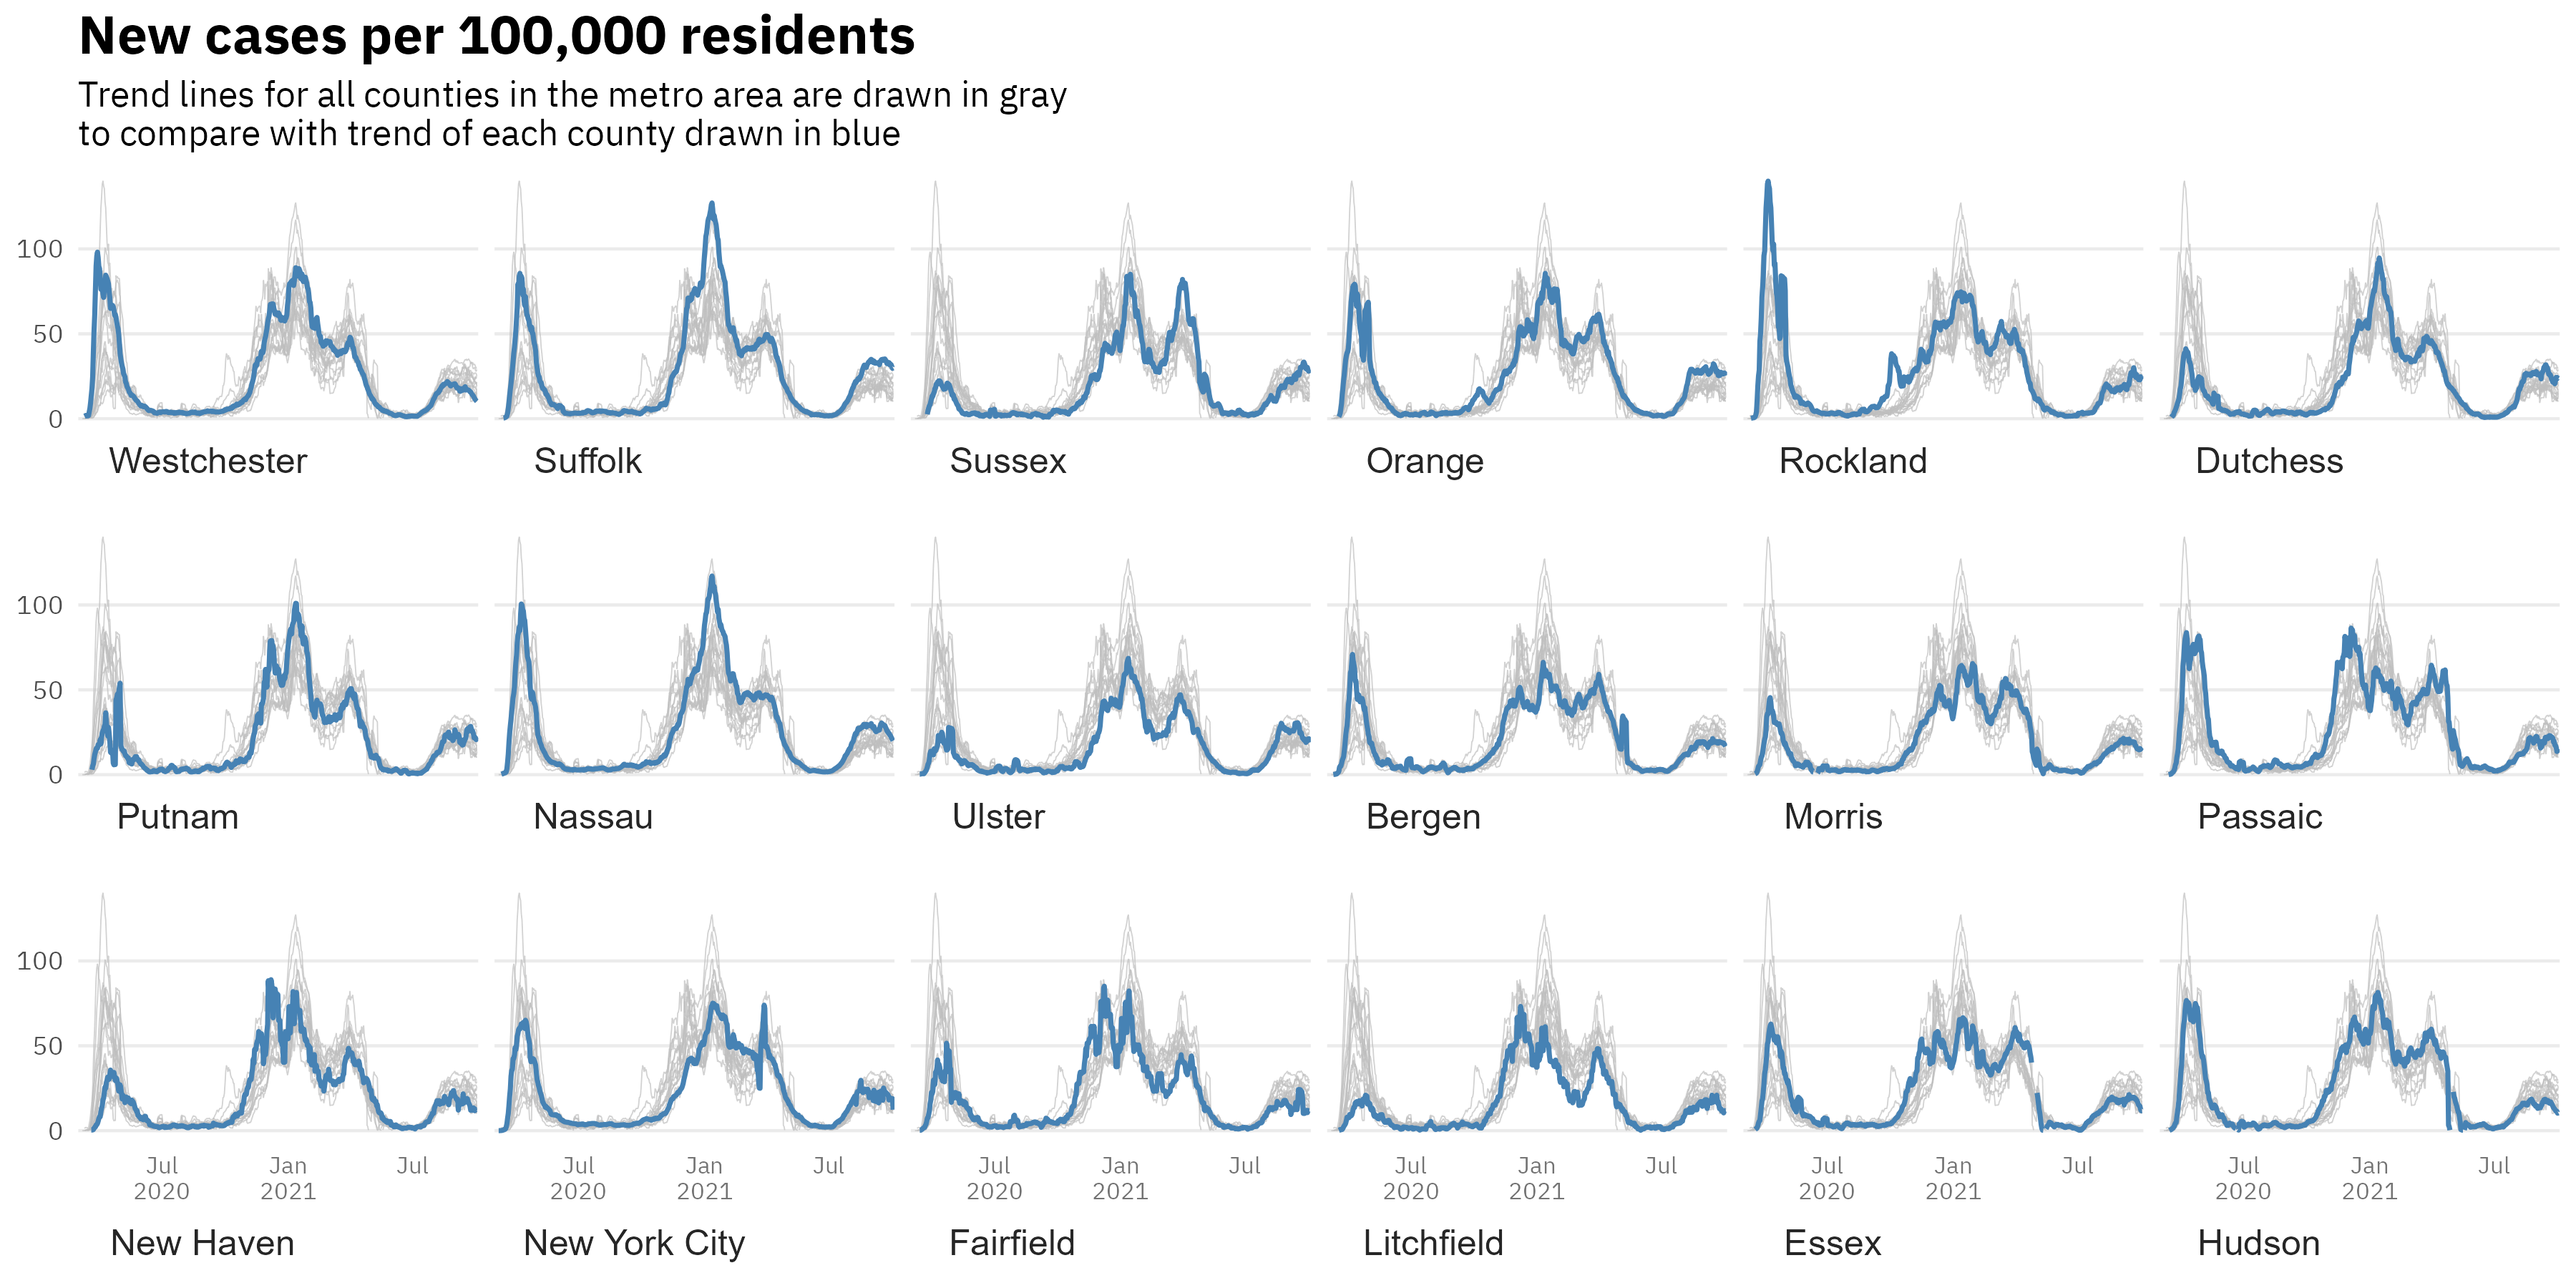 New cases per 100,000 residents
Trend lines for all counties in the metro area are drawn in gray
to compare with trend of each county drawn in blue
100
50
0
Westchester Suffolk Sussex Orange Rockland Dutchess
100
50
0
Putnam Nassau Ulster Bergen Morris Passaic
100
50
0
Jul Jan Jul Jul Jan Jul Jul Jan Jul Jul Jan Jul Jul Jan Jul Jul Jan Jul
2020 2021 2020 2021 2020 2021 2020 2021 2020 2021 2020 2021
New Haven New York City Fairfield Litchfield Essex Hudson